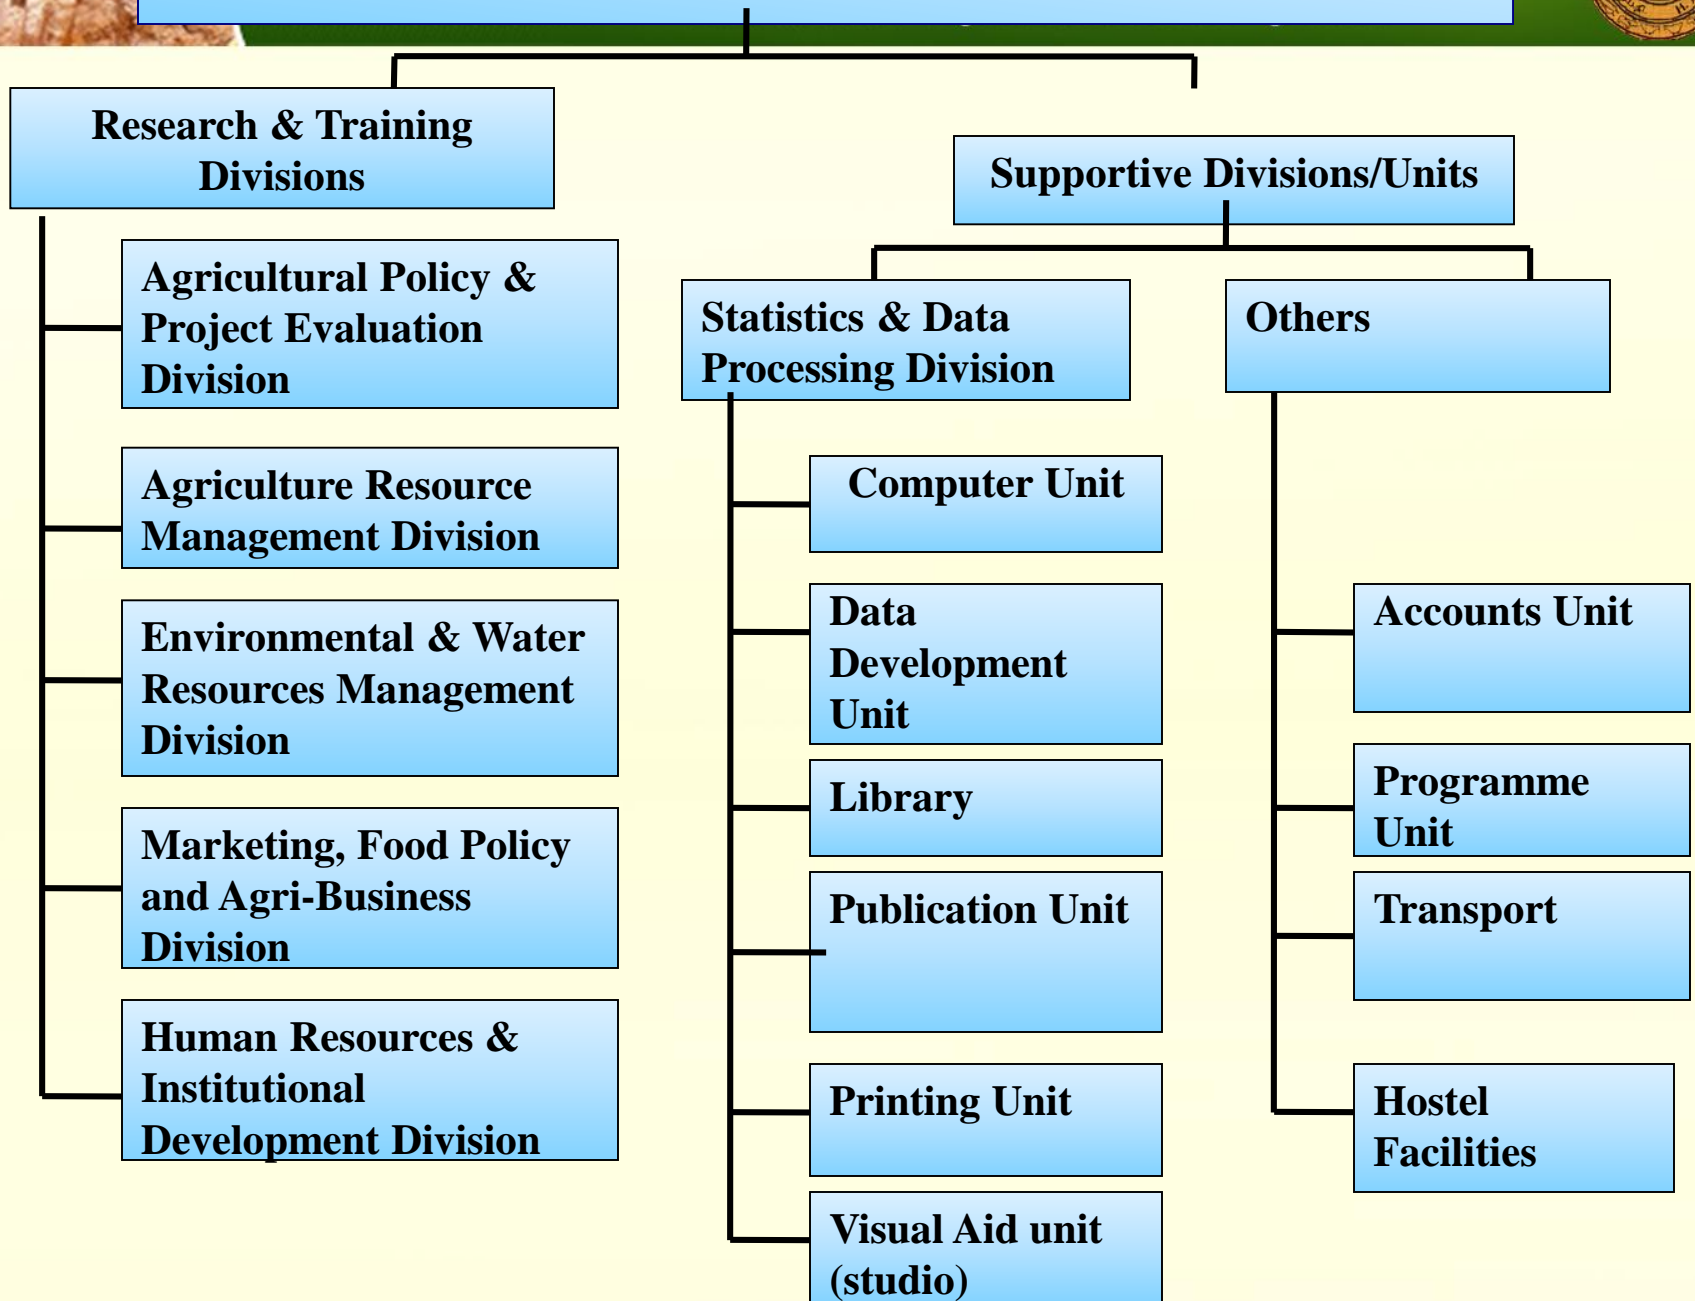 Research & Training
Divisions
Agricultural Policy &
Project Evaluation
Division
Agriculture Resource
Management Division
Environmental & Water
Resources Management
Division
Marketing, Food Policy
and Agri-Business
Division
Human Resources &
Institutional
Development Division
Supportive Divisions/Units
Statistics & Data
Processing Division
Computer Unit
Data
Development
Unit
Library
Publication Unit
Printing Unit
Visual Aid unit
(studio)
Others
Accounts Unit
Programme
Unit
Transport
Hostel
Facilities